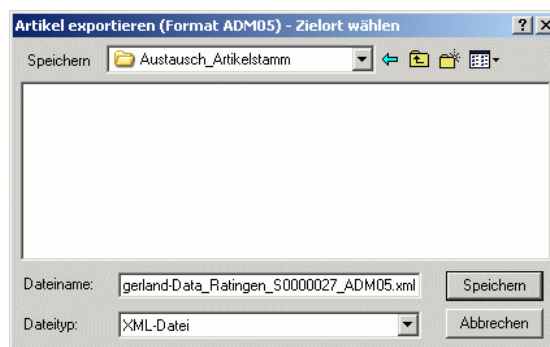 Artikel exportieren (Format ADM05) - Zielort wählen
Speichern Austausch_Artikelstamm
Dateiname: gerland-Data_Ratingen_S0000027_ADM05.xml Speichern
Dateityp: XML-Datei Abbrechen